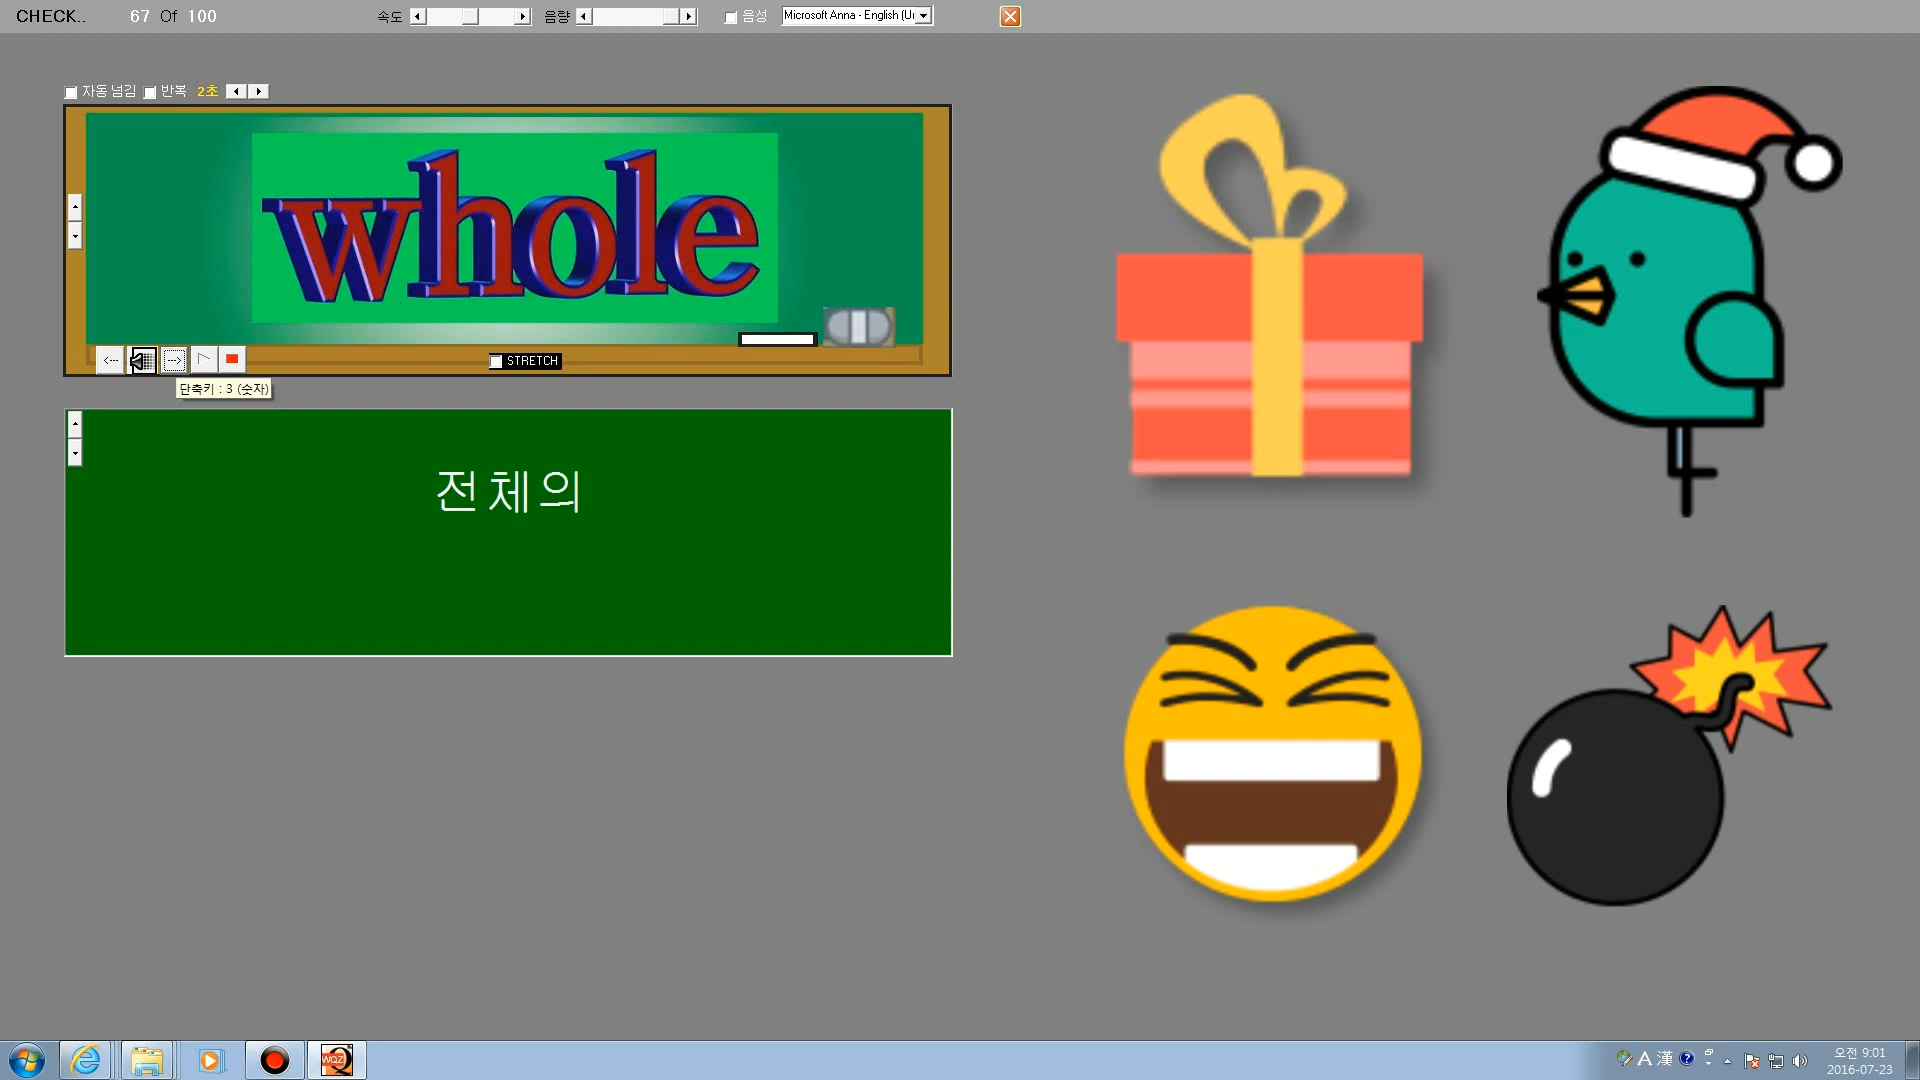 CHECK.. 67 Of 100 속도 음량 음성 Microsoft Anna - English (U
자동 넘김 반복 2초
whole
STRETCH
단축키 : 3 (숫자)
전체의
WQZ
A 漢
오전 9:01
2016-07-23